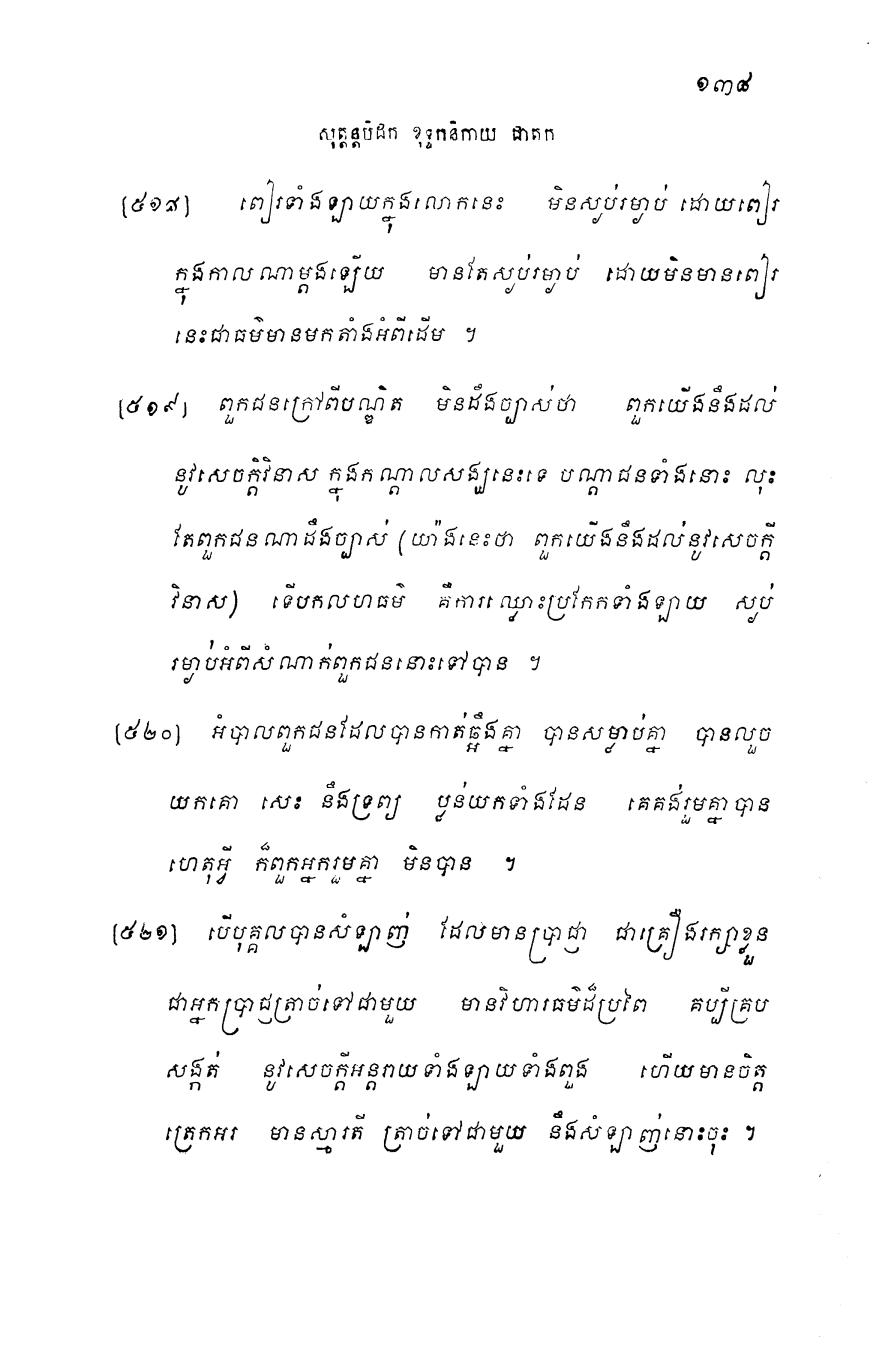 ១៣៨
សុត្តន្តបិដក ខុទ្ទកនិកាយ ជាតក
[៥១៨] ពៀរទាំងឡាយក្នុងលោកនេះ មិនស្ងប់រម្ងាប់ ដោយពៀរ
ក្នុងកាលណាម្តងឡើយ មានតែស្ងប់រម្ងាប់ ដោយមិនមានពៀរ
នេះជាធម៌មានមកតាំងអំពីដើម ។
[៥១៩] ពួកជនក្រៅពីបណ្ឌិត មិនដឹងច្បាស់ថា ពួកយើងនឹងដល់
នូវសេចក្តីវិនាស ក្នុងកណ្តាលសង្ឃនេះទេ បណ្តាជនទាំងនោះ លុះ
តែពួកជនណាដឹងច្បាស់ (យ៉ាងនេះថា ពួកយើងនឹងដល់នូវសេចក្តី
វិនាស) ទើបកលហធម៌ គឺការឈ្លោះប្រកែកទាំងឡាយ ស្ងប់
រម្ងាប់អំពីសំណាក់ពួកជននោះទៅបាន ។
[៥២០] អំបាលពួកជនដែលបានកាត់ឆ្អឹងគ្នា បានសម្លាប់គ្នា បានលួច
យកគោ សេះ នឹងទ្រព្យ ប្លន់យកទាំងដែន គេគង់រួមគ្នាបាន
ហេតុអ្វី ក៏ពួកអ្នករួមគ្នា មិនបាន ។
[៥២១] បើបុគ្គលបានសំឡាញ់ ដែលមានប្រាជ្ញា ជាគ្រឿងរក្សាខ្លួន
ជាអ្នកប្រាជ្ញត្រាច់ទៅជាមួយ មានវិហារធម៌ដ៏ប្រពៃ គប្បីគ្រប
សង្កត់ នូវសេចក្តីអន្តរាយទាំងឡាយទាំងពួង ហើយមានចិត្ត
ត្រេកអរ មានស្មារតី ត្រាច់ទៅជាមួយ នឹងសំឡាញ់នោះចុះ ។